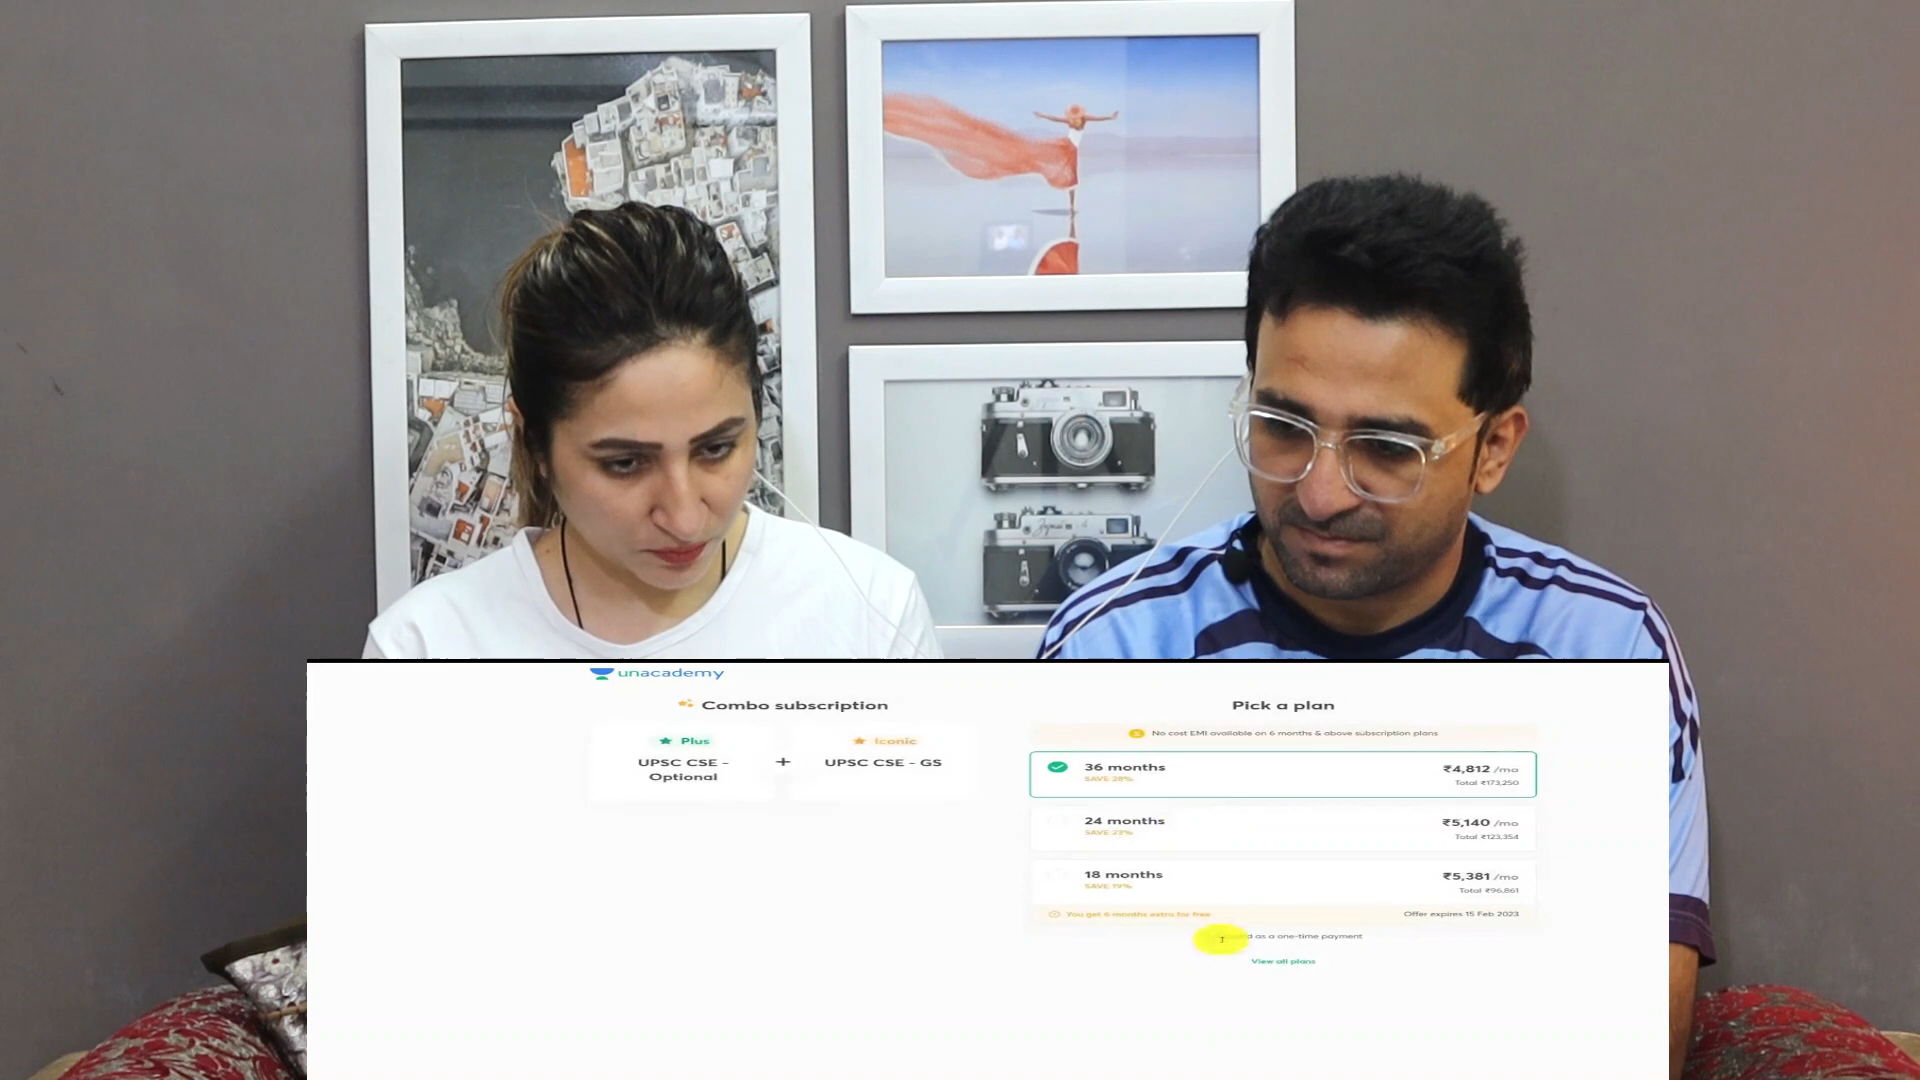 unacademy
Combo subscription
Plus
UPSC CSE -
Optional
+
Iconic
UPSC CSE - GS
Pick a plan
No cost EMI available on 6 months & above subscription plans
36 months
SAVE 28%
₹4,812 /mo
Total ₹173,250
24 months
SAVE 23%
₹5,140 /mo
Total ₹123,354
18 months
SAVE 19%
₹5,381 /mo
Total ₹96,861
You get 6 months extra for free
Offer expires 15 Feb 2023
as a one-time payment
View all plans